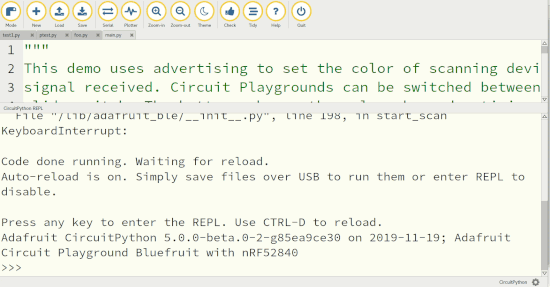 Mode New Load Save Serial Plotter Zoom-in Zoom-out Theme Check Tidy Help Quit
test1.py ptest.py foo.py main.py
1 """
2 This demo uses advertising to set the color of scanning devi
3 signal received. Circuit Playgrounds can be switched between
CircuitPython REPL
File "/lib/adafruit_ble/__init__.py", line 198, in start_scan
KeyboardInterrupt:
Code done running. Waiting for reload.
Auto-reload is on. Simply save files over USB to run them or enter REPL to
disable.
Press any key to enter the REPL. Use CTRL-D to reload.
Adafruit CircuitPython 5.0.0-beta.0-2-g85ea9ce30 on 2019-11-19; Adafruit
Circuit Playground Bluefruit with nRF52840
>>>
CircuitPython